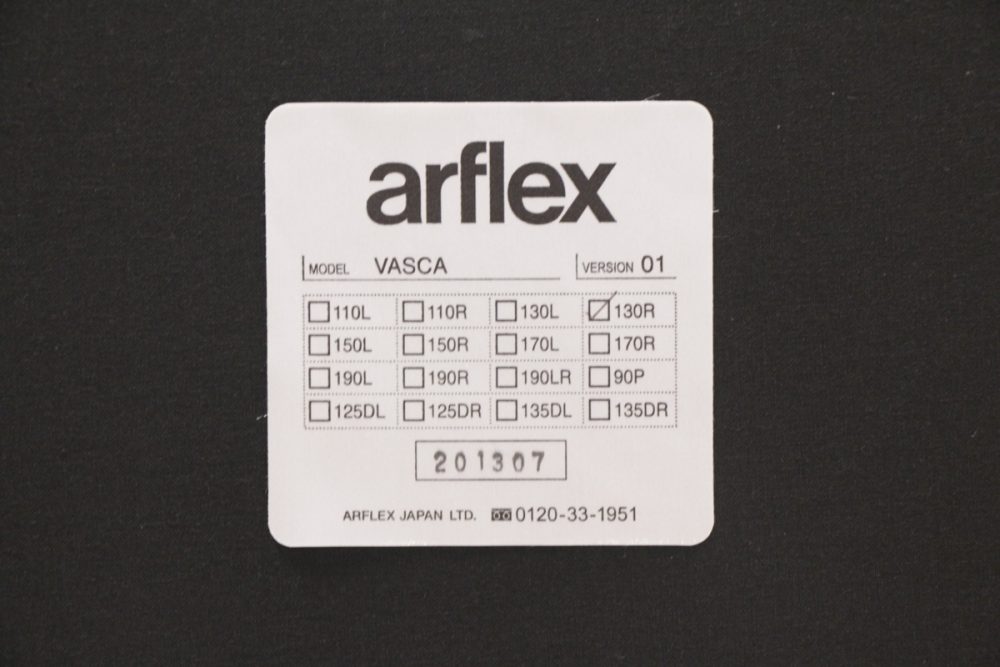 arflex
MODEL VASCA VERSION 01
110L 110R 130L 130R
150L 150R 170L 170R
190L 190R 190LR 90P
125DL 125DR 135DL 135DR
201307
ARFLEX JAPAN LTD. 0120-33-1951